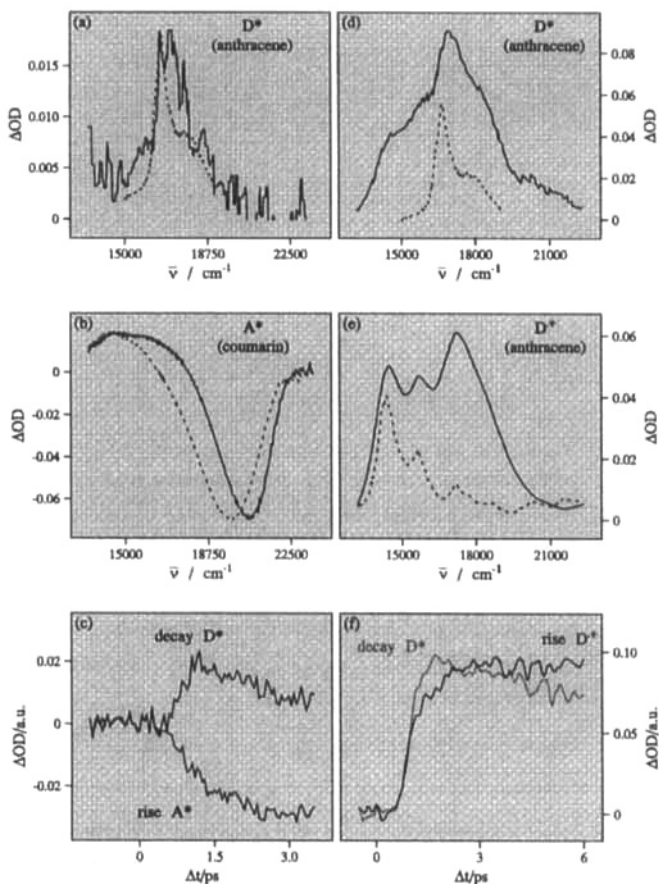 (a) D* (anthracene)
0.015
0.010
0.005
0
ΔOD
15000 18750 22500
ν̄ / cm⁻¹
(d) D* (anthracene)
0.08
0.06
0.04
0.02
0
ΔOD
15000 18000 21000
ν̄ / cm⁻¹
(b) A* (coumarin)
0
-0.02
-0.04
-0.06
ΔOD
15000 18750 22500
ν̄ / cm⁻¹
(e) D⁺ (anthracene)
0.06
0.04
0.02
0
ΔOD
15000 18000 21000
ν̄ / cm⁻¹
(c) decay D*
rise A*
0.02
0
-0.02
ΔOD/a.u.
0 1.5 3.0
Δt/ps
(f) decay D* rise D⁺
0.10
0.05
0
ΔOD/a.u.
0 3 6
Δt/ps